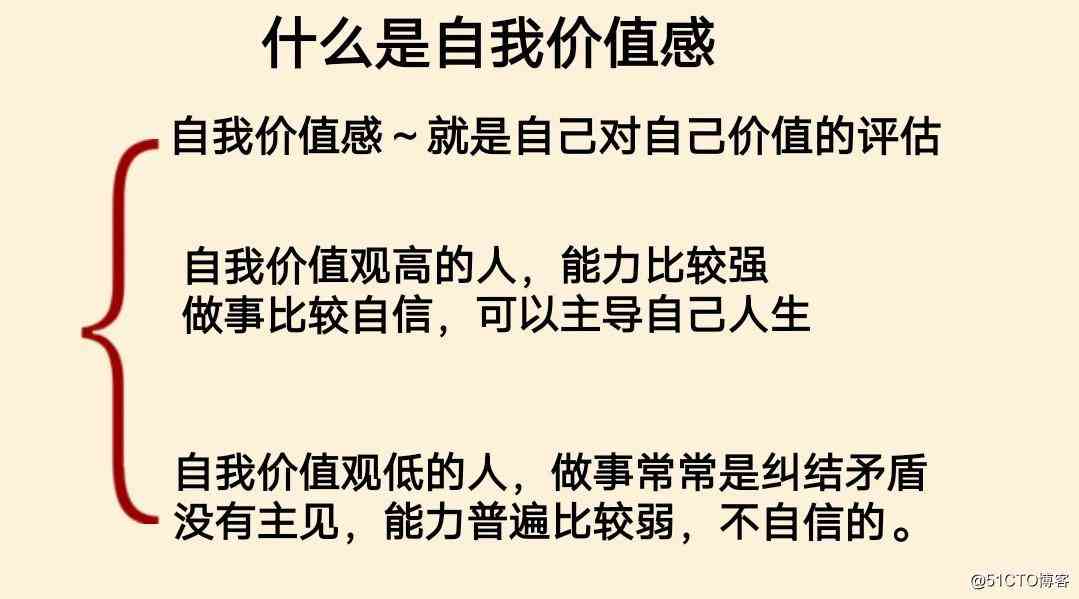 什么是自我价值感
自我价值感～就是自己对自己价值的评估
自我价值观高的人，能力比较强
做事比较自信，可以主导自己人生
自我价值观低的人，做事常常是纠结矛盾
没有主见，能力普遍比较弱，不自信的。
@51CTO博客